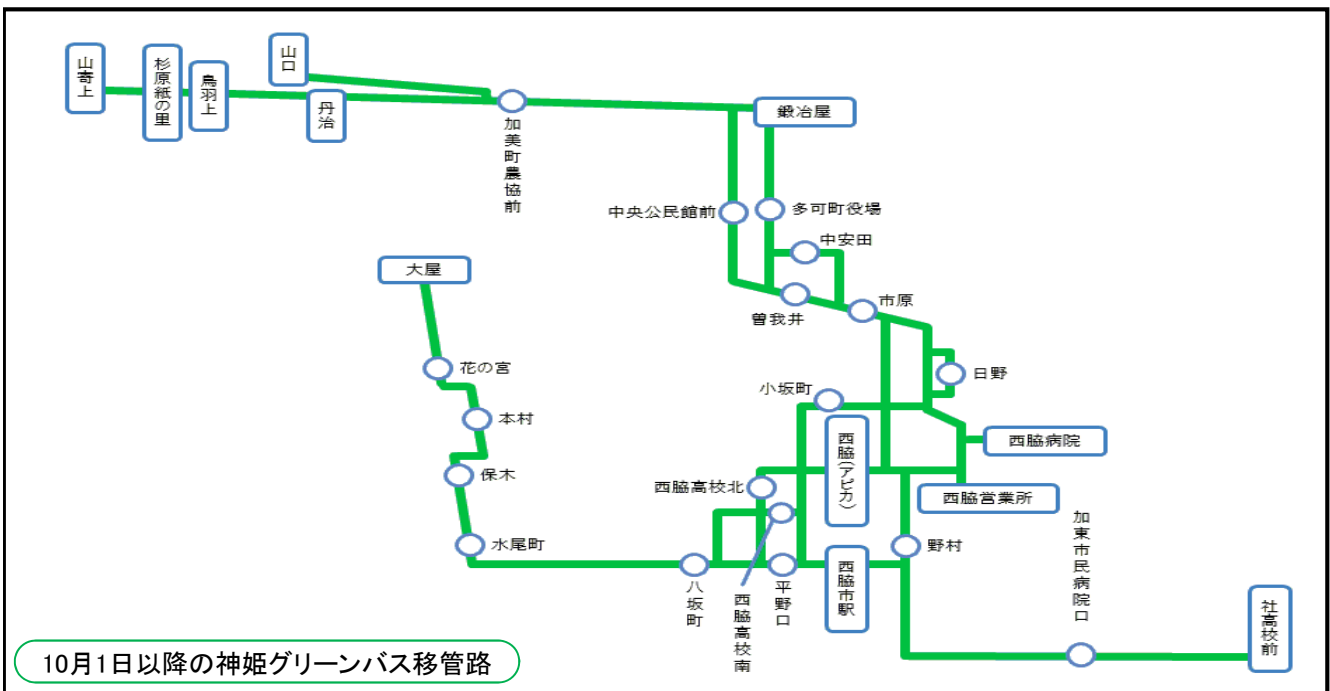 山寄上
杉原紙の里
鳥羽上
山口
丹治
加美町農協前
鍛冶屋
中央公民館前
多可町役場
中安田
大屋
曽我井
市原
花の宮
日野
小坂町
本村
西脇(アピカ)
西脇病院
保木
西脇高校北
西脇営業所
加東市民病院口
水尾町
野村
八坂町
西脇高校南
平野口
西脇市駅
社高校前
10月1日以降の神姫グリーンバス移管路